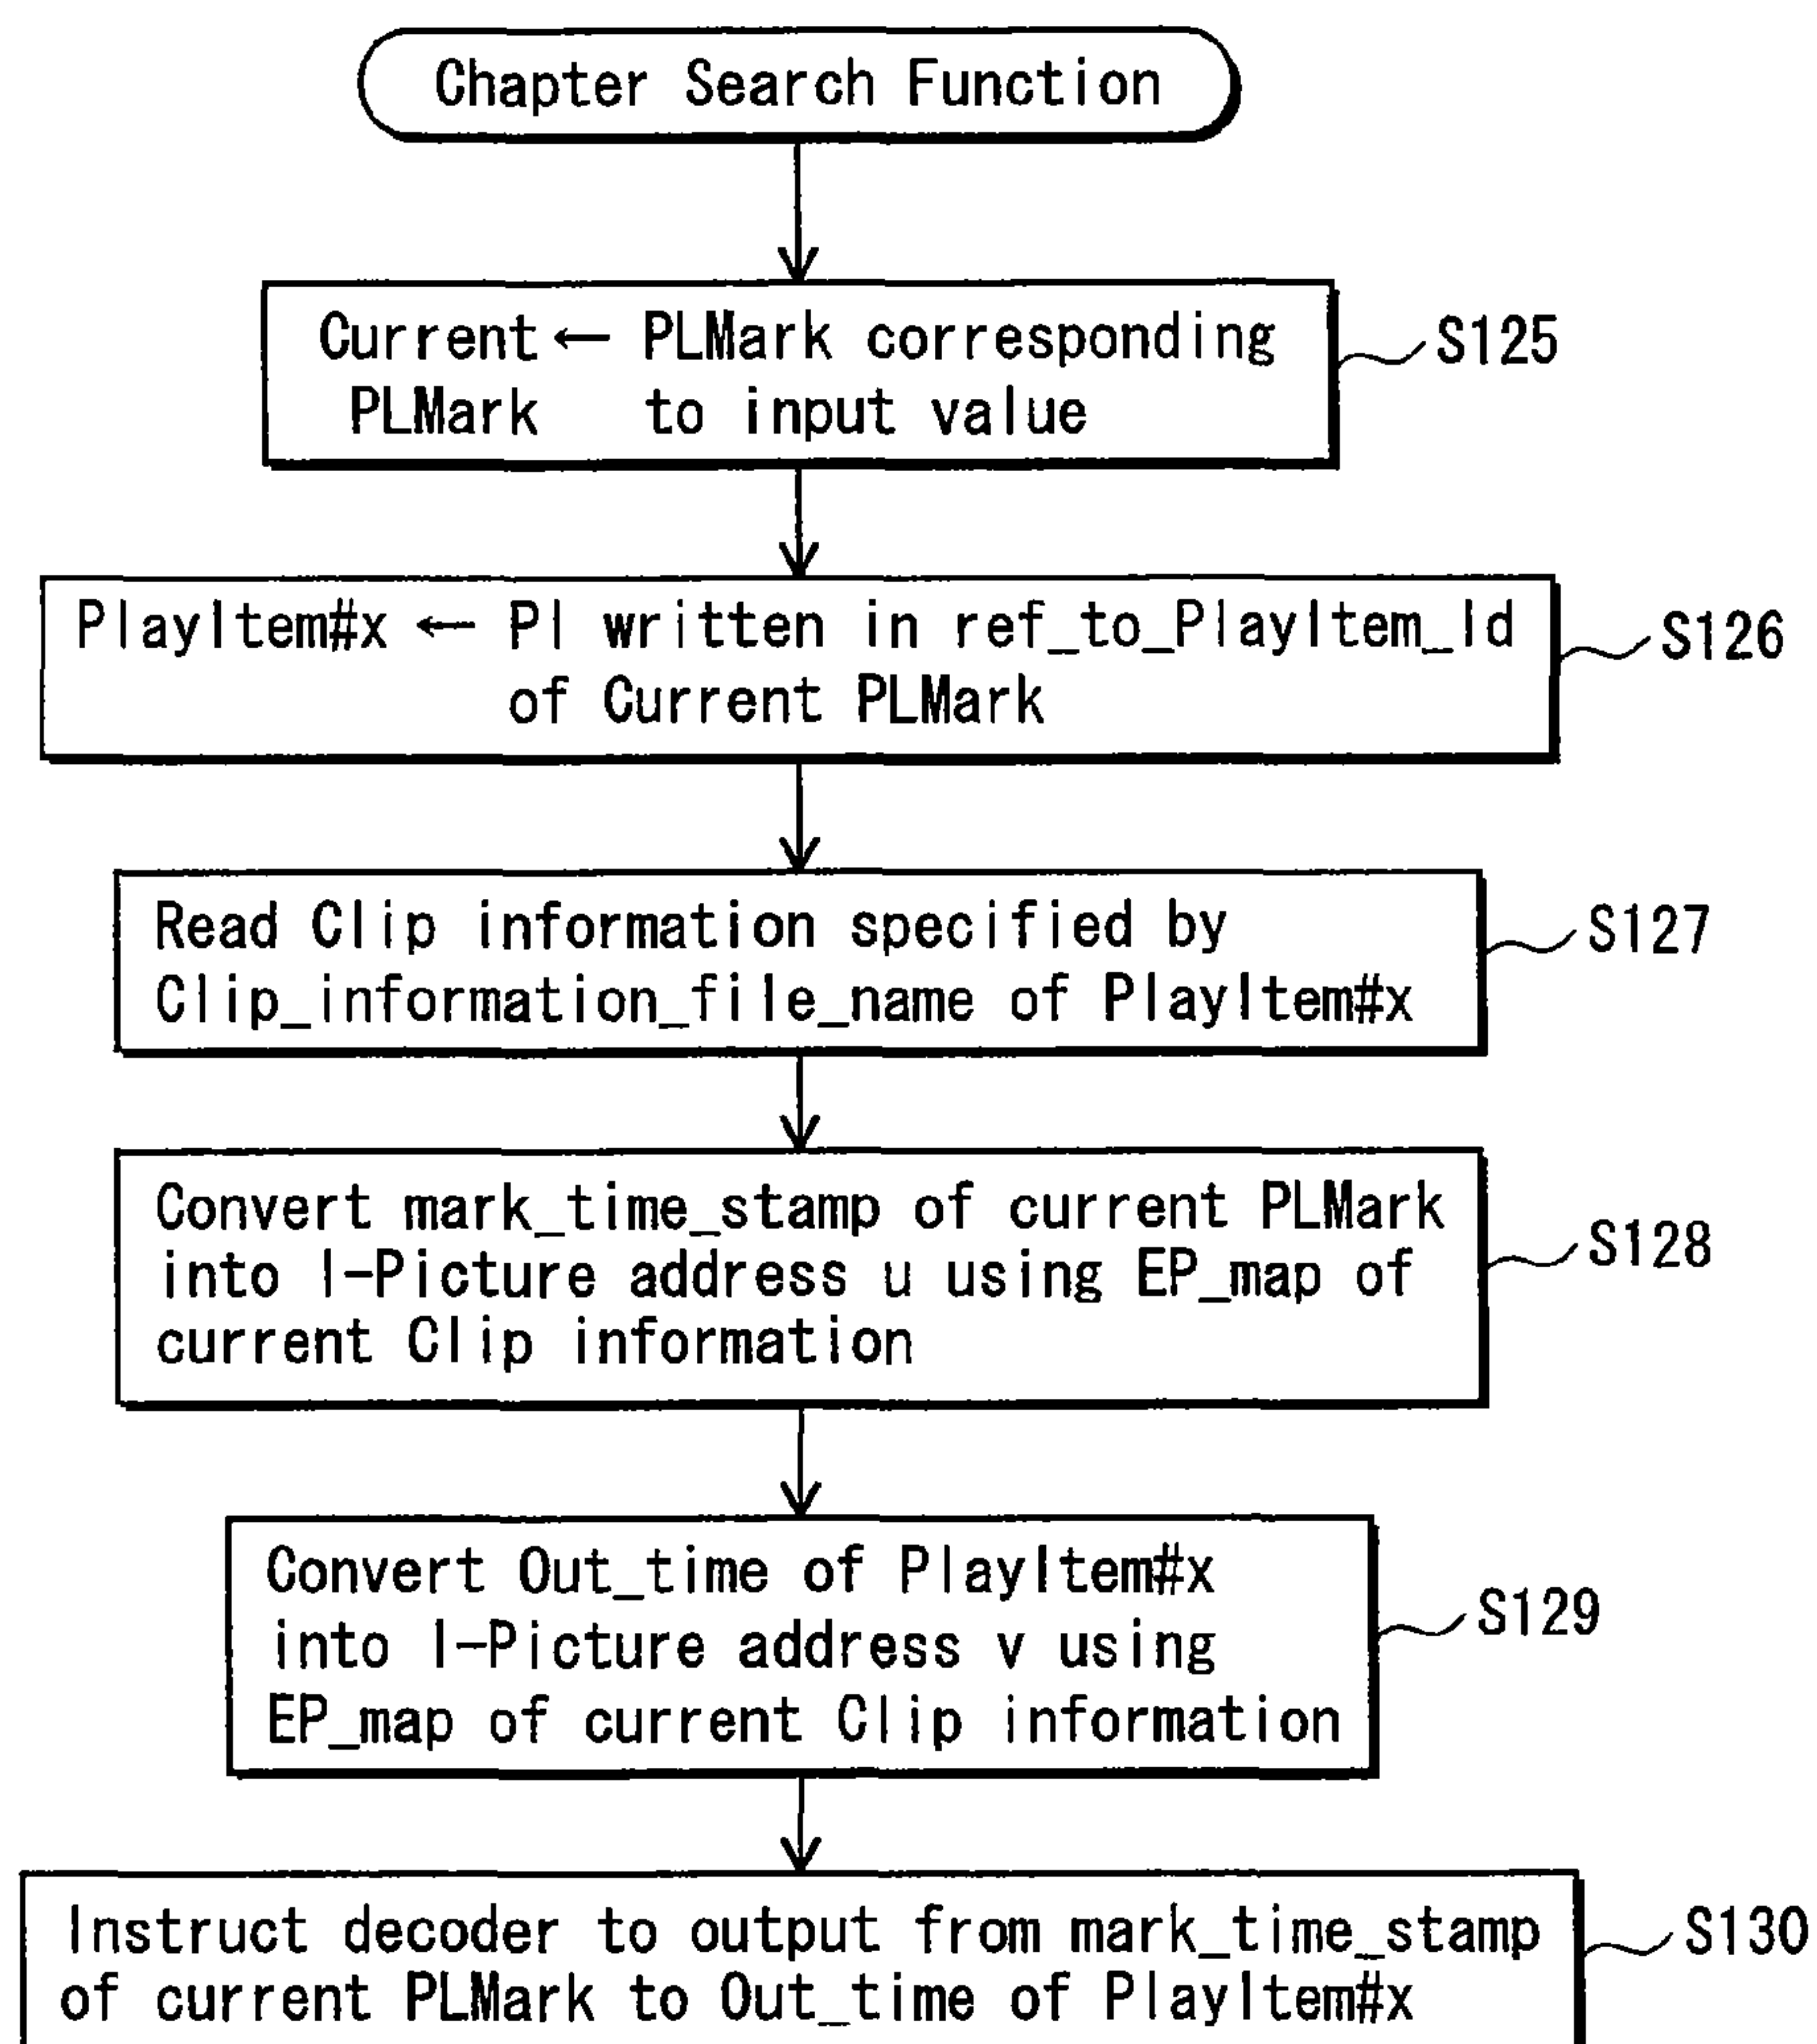 Chapter Search Function
Current ← PLMark corresponding
PLMark to input value
S125
PlayItem#x ← PI written in ref_to_PlayItem_Id
of Current PLMark
S126
Read Clip information specified by
Clip_information_file_name of PlayItem#x
S127
Convert mark_time_stamp of current PLMark
into I-Picture address u using EP_map of
current Clip information
S128
Convert Out_time of PlayItem#x
into I-Picture address v using
EP_map of current Clip information
S129
Instruct decoder to output from mark_time_stamp
of current PLMark to Out_time of PlayItem#x
S130